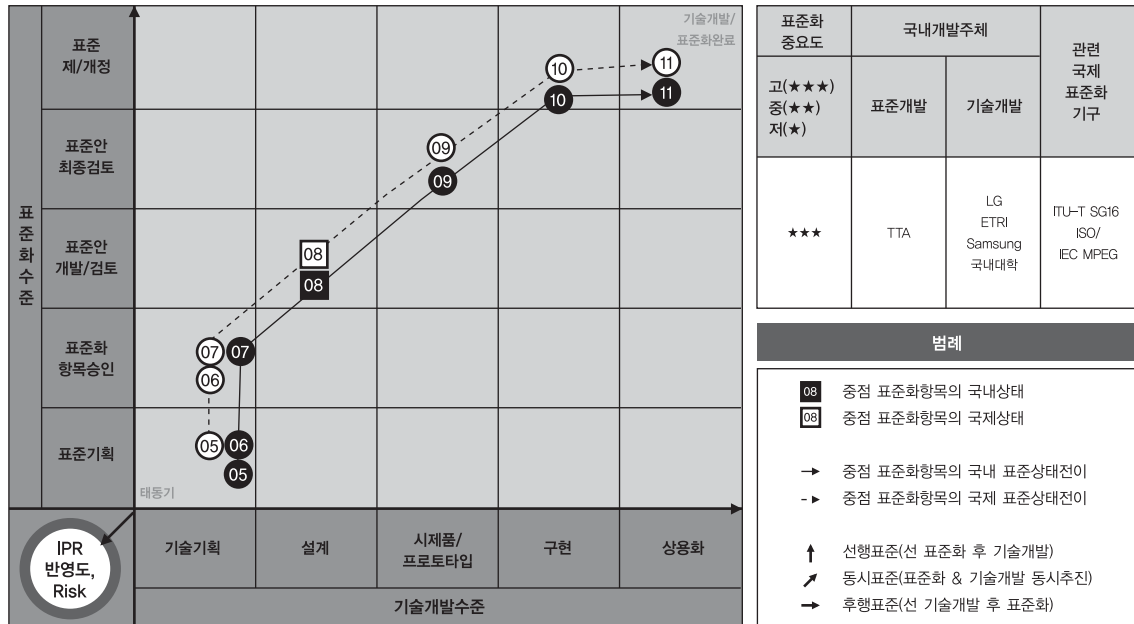 표준화수준
표준
제/개정
표준안
최종검토
표준안
개발/검토
표준화
항목승인
표준기획
기술개발/
표준화완료
10
11
10
11
09
09
08
08
07
07
06
05
06
05
태동기
IPR
반영도,
Risk
기술기획
설계
시제품/
프로토타입
구현
상용화
기술개발수준
표준화
중요도
국내개발주체
관련
국제
표준화
기구
고(★★★)
중(★★)
저(★)
표준개발
기술개발
★★★
TTA
LG
ETRI
Samsung
국내대학
ITU-T SG16
ISO/
IEC MPEG
범례
08 중점 표준화항목의 국내상태
08 중점 표준화항목의 국제상태
→ 중점 표준화항목의 국내 표준상태전이
-► 중점 표준화항목의 국제 표준상태전이
↑ 선행표준(선 표준화 후 기술개발)
↗ 동시표준(표준화 & 기술개발 동시추진)
→ 후행표준(선 기술개발 후 표준화)